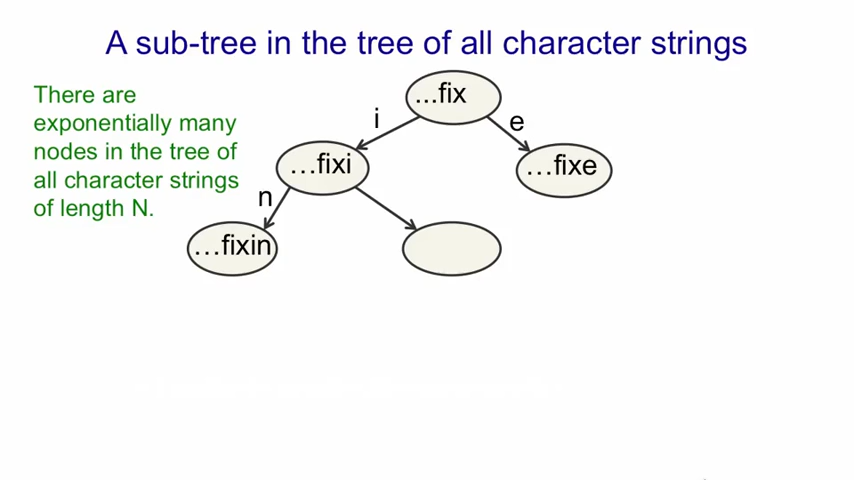 A sub-tree in the tree of all character strings
There are
exponentially many
nodes in the tree of
all character strings
of length N.
...fix
i
e
...fixi
...fixe
n
...fixin